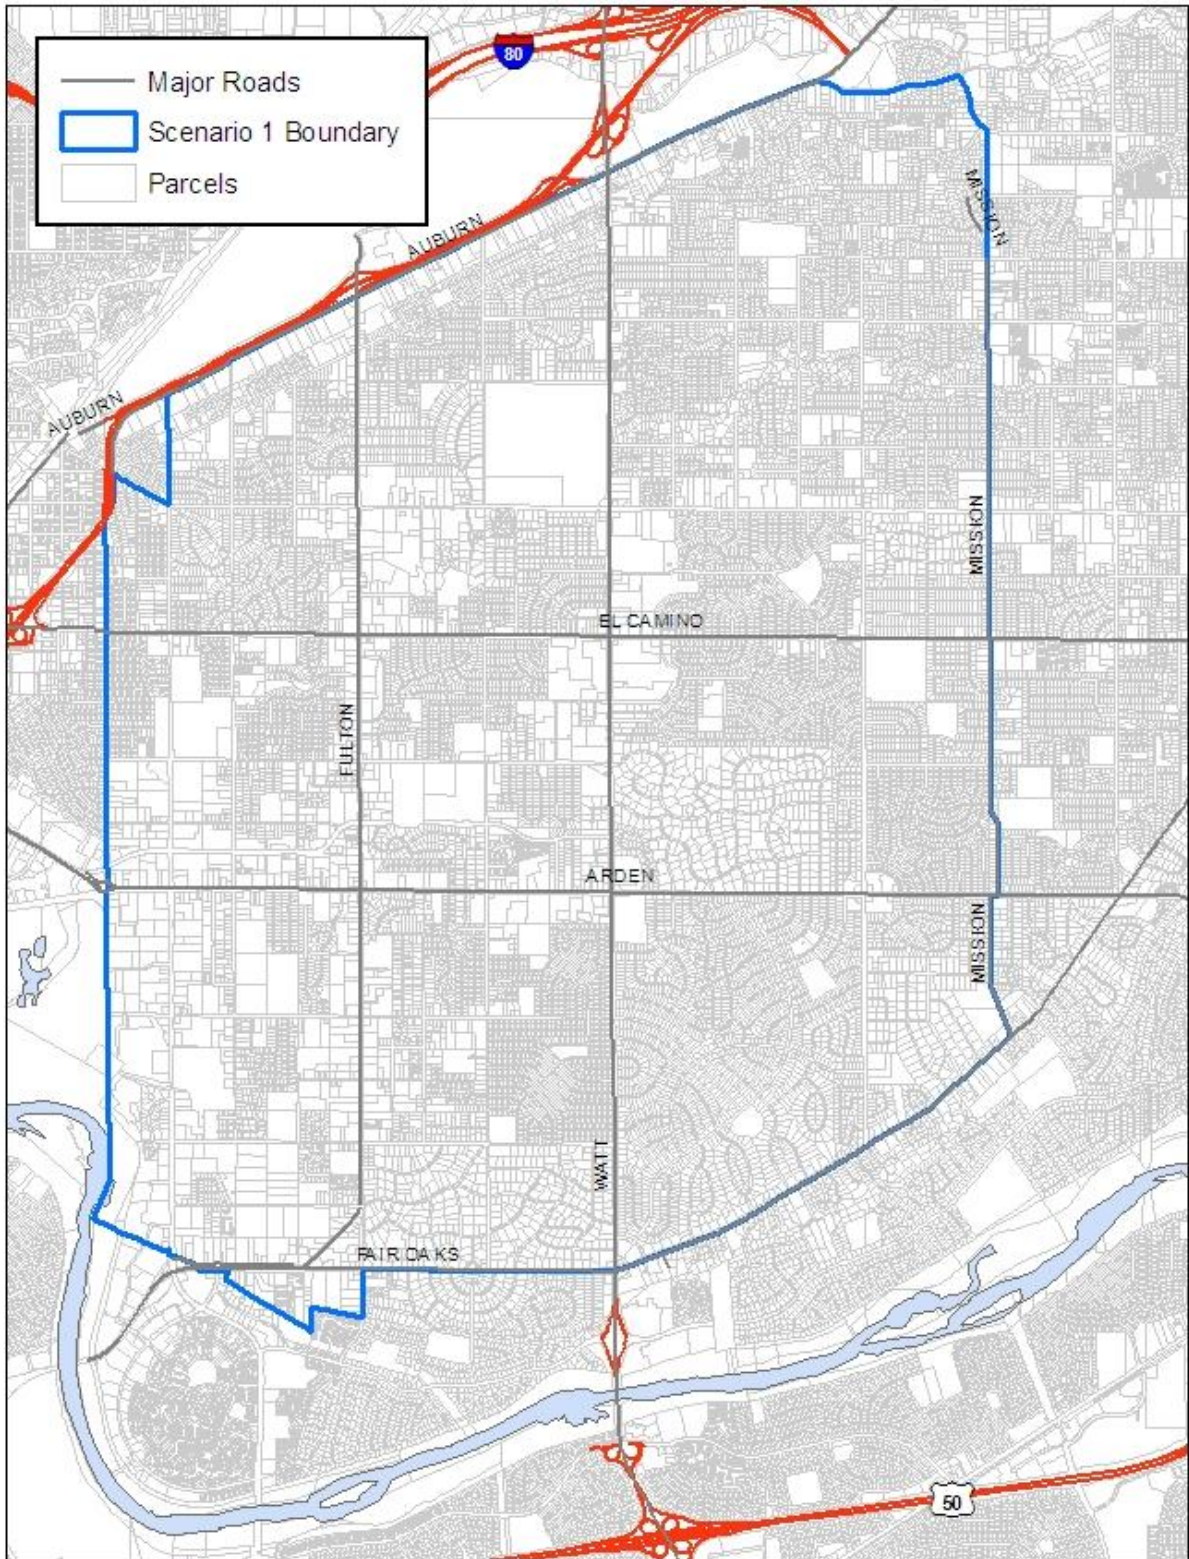 80
Major Roads
Scenario 1 Boundary
Parcels
MISSION
AUBURN
AUBURN
MISSION
EL CAMINO
FULTON
ARDEN
MISSION
WATT
FAIR OAKS
50